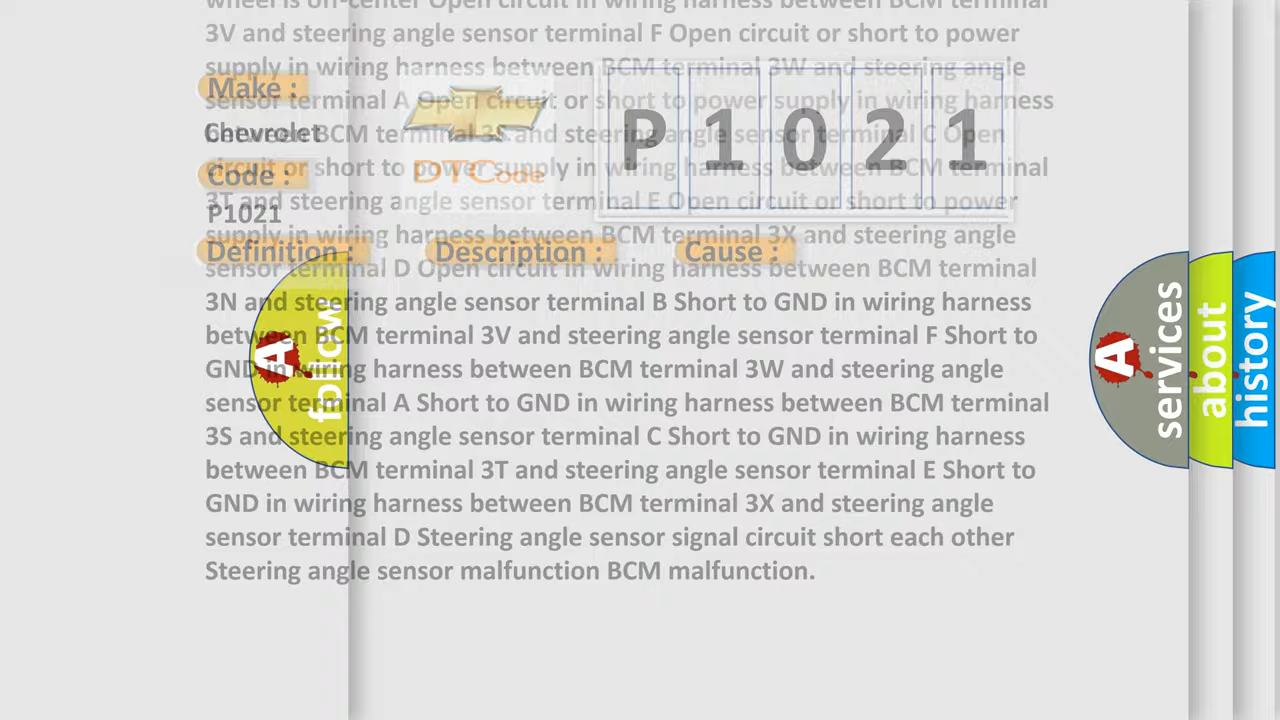 wheel is off-center Open circuit in wiring harness between BCM terminal
3V and steering angle sensor terminal F Open circuit or short to power
supply in wiring harness between BCM terminal 3W and steering angle
sensor terminal A Open circuit or short to power supply in wiring harness
between BCM terminal 3S and steering angle sensor terminal C Open
circuit or short to power supply in wiring harness between BCM terminal
3T and steering angle sensor terminal E Open circuit or short to power
supply in wiring harness between BCM terminal 3X and steering angle
sensor terminal D Open circuit in wiring harness between BCM terminal
3N and steering angle sensor terminal B Short to GND in wiring harness
between BCM terminal 3V and steering angle sensor terminal F Short to
GND in wiring harness between BCM terminal 3W and steering angle
sensor terminal A Short to GND in wiring harness between BCM terminal
3S and steering angle sensor terminal C Short to GND in wiring harness
between BCM terminal 3T and steering angle sensor terminal E Short to
GND in wiring harness between BCM terminal 3X and steering angle
sensor terminal D Steering angle sensor signal circuit short each other
Steering angle sensor malfunction BCM malfunction.
Make :
Chevrolet
Code :
P1021
Definition :
Description :
Cause :
DTCode
P1021
A
follow
A
services
about
history